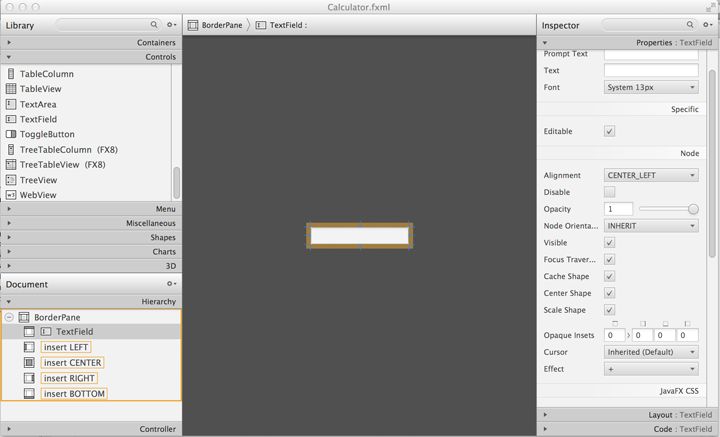 Calculator.fxml
Library
Containers
Controls
TableColumn
TableView
TextArea
TextField
ToggleButton
TreeTableColumn (FX8)
TreeTableView (FX8)
TreeView
WebView
Menu
Miscellaneous
Shapes
Charts
3D
Document
Hierarchy
BorderPane
TextField
insert LEFT
insert CENTER
insert RIGHT
insert BOTTOM
Controller
BorderPane
TextField :
Inspector
Properties : TextField
Prompt Text
Text
Font System 13px
Specific
Editable
Node
Alignment CENTER_LEFT
Disable
Opacity 1
Node Orienta... INHERIT
Visible
Focus Traver...
Cache Shape
Center Shape
Scale Shape
Opaque Insets 0 0 0 0
Cursor Inherited (Default)
Effect +
JavaFX CSS
Layout : TextField
Code : TextField